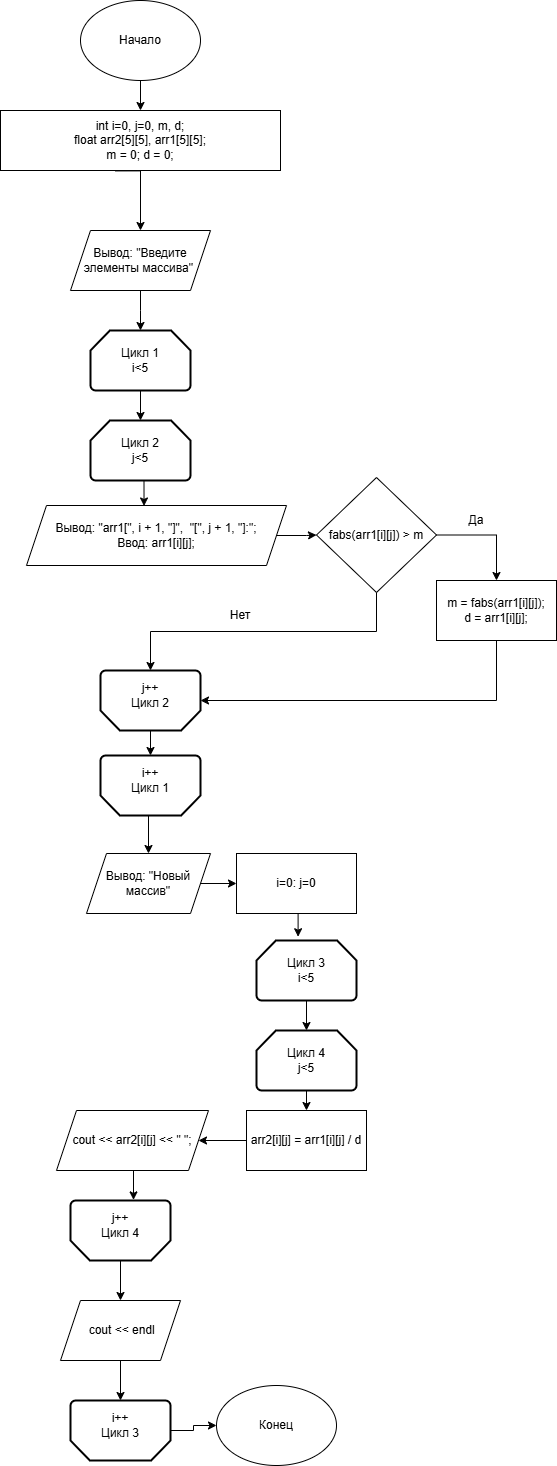 Начало
int i=0, j=0, m, d;
float arr2[5][5], arr1[5][5];
m = 0; d = 0;
Вывод: "Введите
элементы массива"
Цикл 1
i<5
Цикл 2
j<5
Вывод: "arr1[", i + 1, "]", "[", j + 1, "]:";
Ввод: arr1[i][j];
fabs(arr1[i][j]) > m
Да
m = fabs(arr1[i][j]);
d = arr1[i][j];
Нет
j++
Цикл 2
i++
Цикл 1
Вывод: "Новый
массив"
i=0: j=0
Цикл 3
i<5
Цикл 4
j<5
arr2[i][j] = arr1[i][j] / d
cout << arr2[i][j] << " ";
j++
Цикл 4
cout << endl
i++
Цикл 3
Конец